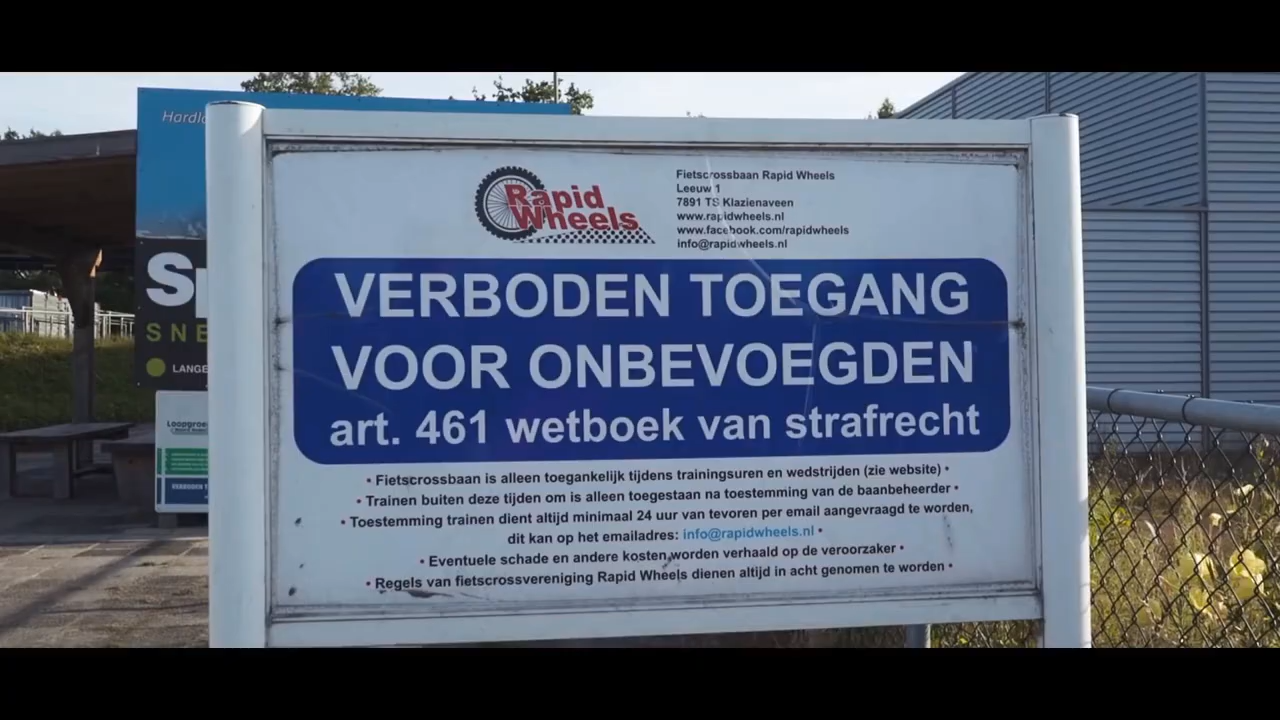 Rapid
Wheels
Fietscrossbaan Rapid Wheels
Leeuw 1
7891 TS Klazienaveen
www.rapidwheels.nl
www.facebook.com/rapidwheels
info@rapidwheels.nl
VERBODEN TOEGANG
VOOR ONBEVOEGDEN
art. 461 wetboek van strafrecht
• Fietscrossbaan is alleen toegankelijk tijdens trainingsuren en wedstrijden (zie website) •
• Trainen buiten deze tijden om is alleen toegestaan na toestemming van de baanbeheerder •
• Toestemming trainen dient altijd minimaal 24 uur van tevoren per email aangevraagd te worden,
dit kan op het emailadres: info@rapidwheels.nl •
• Eventuele schade en andere kosten worden verhaald op de veroorzaker •
• Regels van fietscrossvereniging Rapid Wheels dienen altijd in acht genomen te worden •
SNE
LANGE